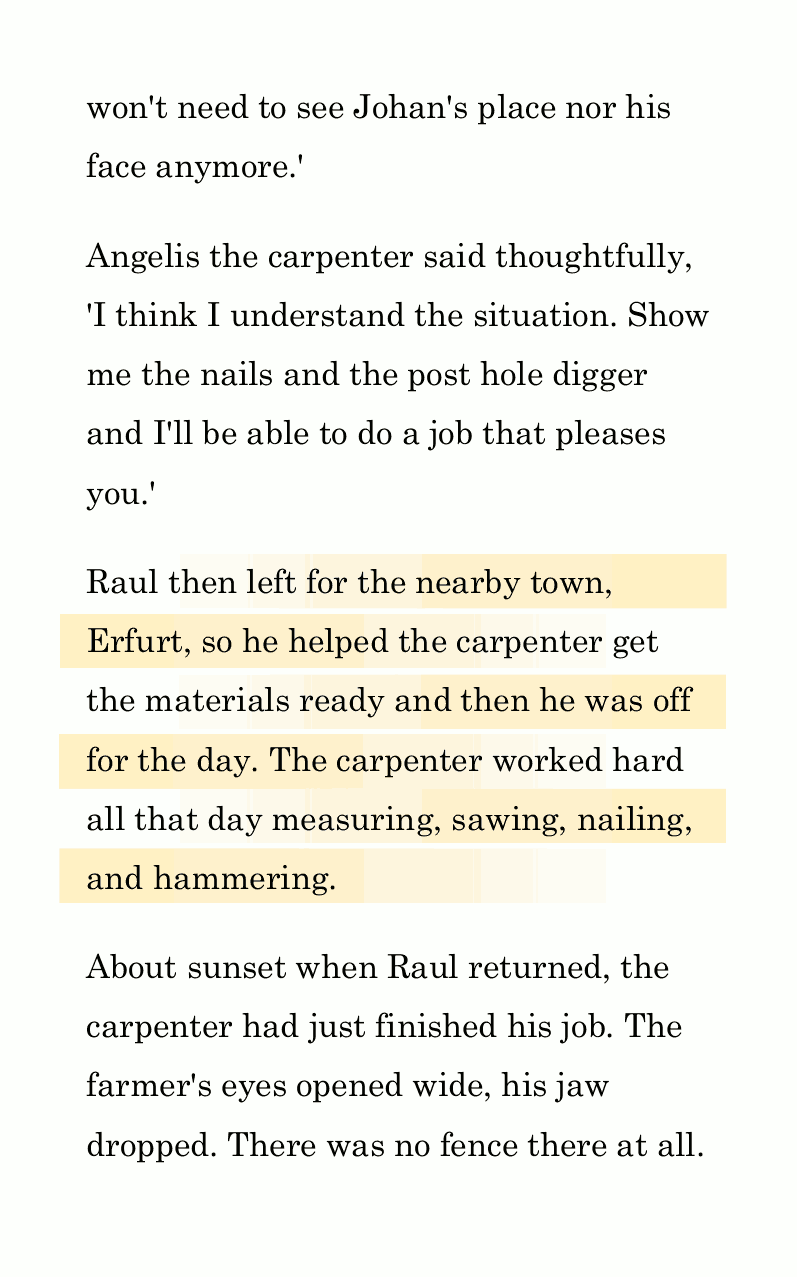 won't need to see Johan's place nor his
face anymore.'
Angelis the carpenter said thoughtfully,
'I think I understand the situation. Show
me the nails and the post hole digger
and I'll be able to do a job that pleases
you.'
Raul then left for the nearby town,
Erfurt, so he helped the carpenter get
the materials ready and then he was off
for the day. The carpenter worked hard
all that day measuring, sawing, nailing,
and hammering.
About sunset when Raul returned, the
carpenter had just finished his job. The
farmer's eyes opened wide, his jaw
dropped. There was no fence there at all.